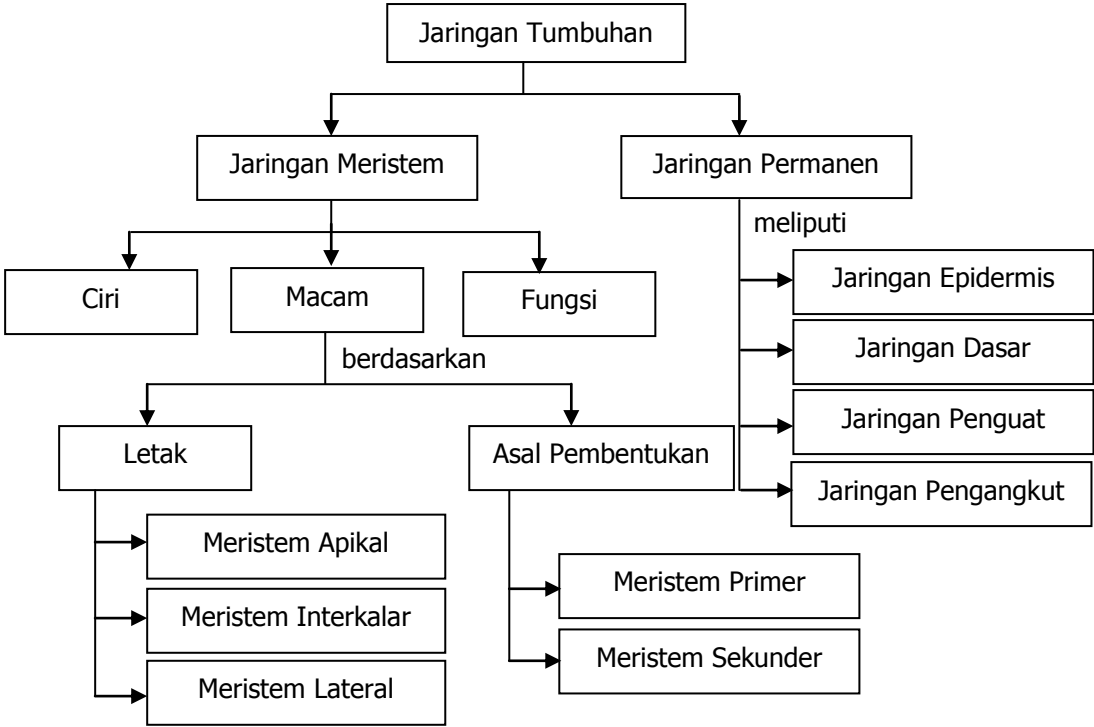 Jaringan Tumbuhan
Jaringan Meristem
Jaringan Permanen
meliputi
Ciri
Macam
Fungsi
Jaringan Epidermis
Jaringan Dasar
Jaringan Penguat
Jaringan Pengangkut
berdasarkan
Letak
Asal Pembentukan
Meristem Apikal
Meristem Interkalar
Meristem Lateral
Meristem Primer
Meristem Sekunder